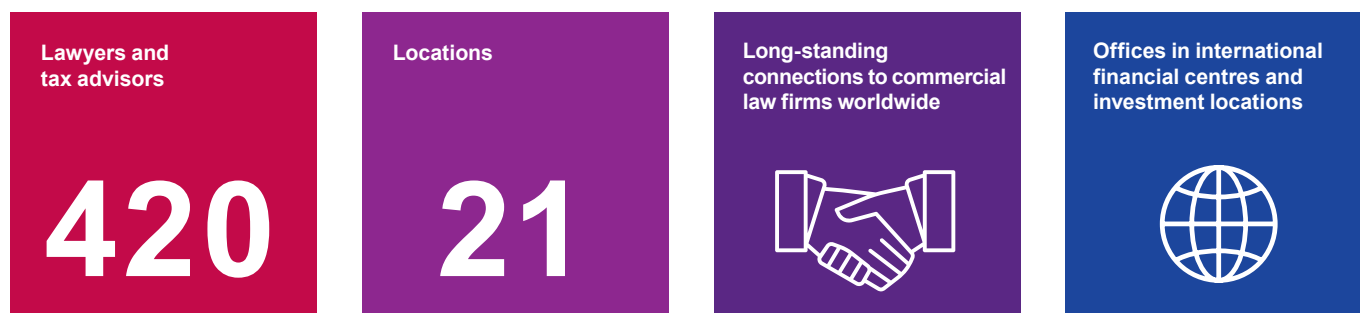 Lawyers and
tax advisors
420
Locations
21
Long-standing
connections to commercial
law firms worldwide
Offices in international
financial centres and
investment locations